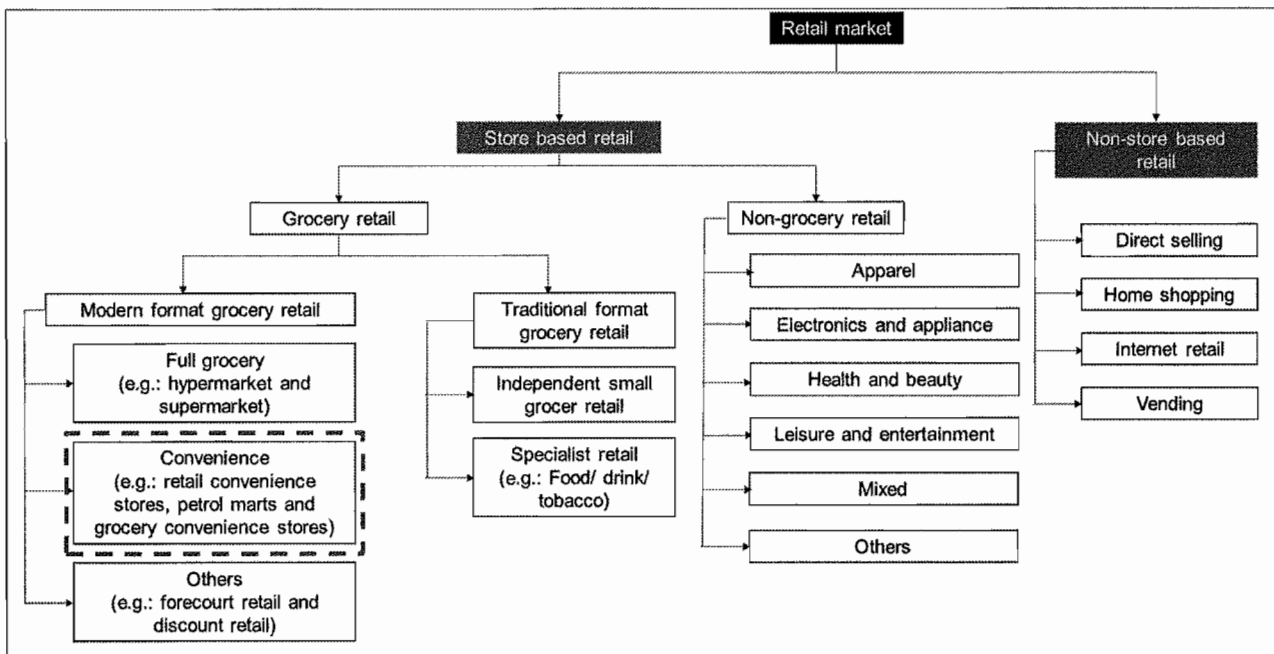 Retail market
Store based retail
Non-store based
retail
Grocery retail
Non-grocery retail
Modern format grocery retail
Full grocery
(e.g.: hypermarket and
supermarket)
Convenience
(e.g.: retail convenience
stores, petrol marts and
grocery convenience stores)
Others
(e.g.: forecourt retail and
discount retail)
Traditional format
grocery retail
Independent small
grocer retail
Specialist retail
(e.g.: Food/ drink/
tobacco)
Apparel
Electronics and appliance
Health and beauty
Leisure and entertainment
Mixed
Others
Direct selling
Home shopping
Internet retail
Vending